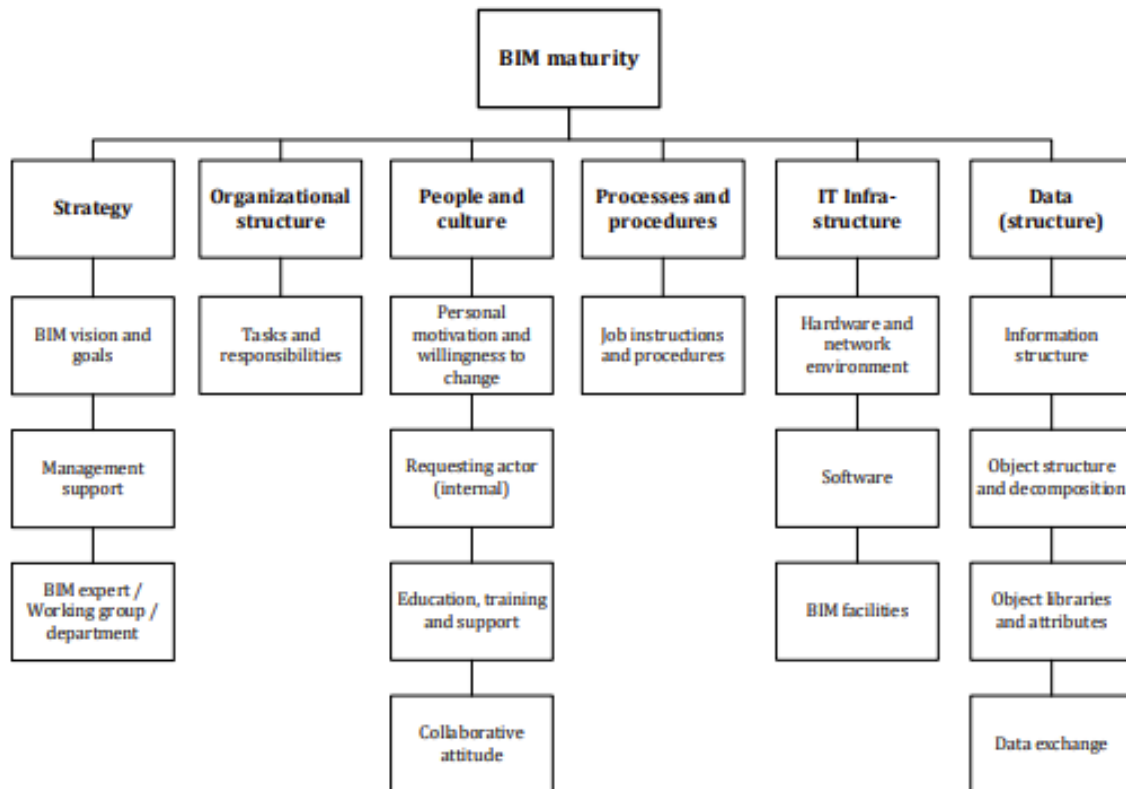 BIM maturity
Strategy
Organizational
structure
People and
culture
Processes and
procedures
IT Infra-
structure
Data
(structure)
BIM vision and
goals
Tasks and
responsibilities
Personal
motivation and
willingness to
change
Job instructions
and procedures
Hardware and
network
environment
Information
structure
Management
support
Requesting actor
(internal)
Software
Object structure
and decomposition
BIM expert /
Working group /
department
Education, training
and support
BIM facilities
Object libraries
and attributes
Collaborative
attitude
Data exchange